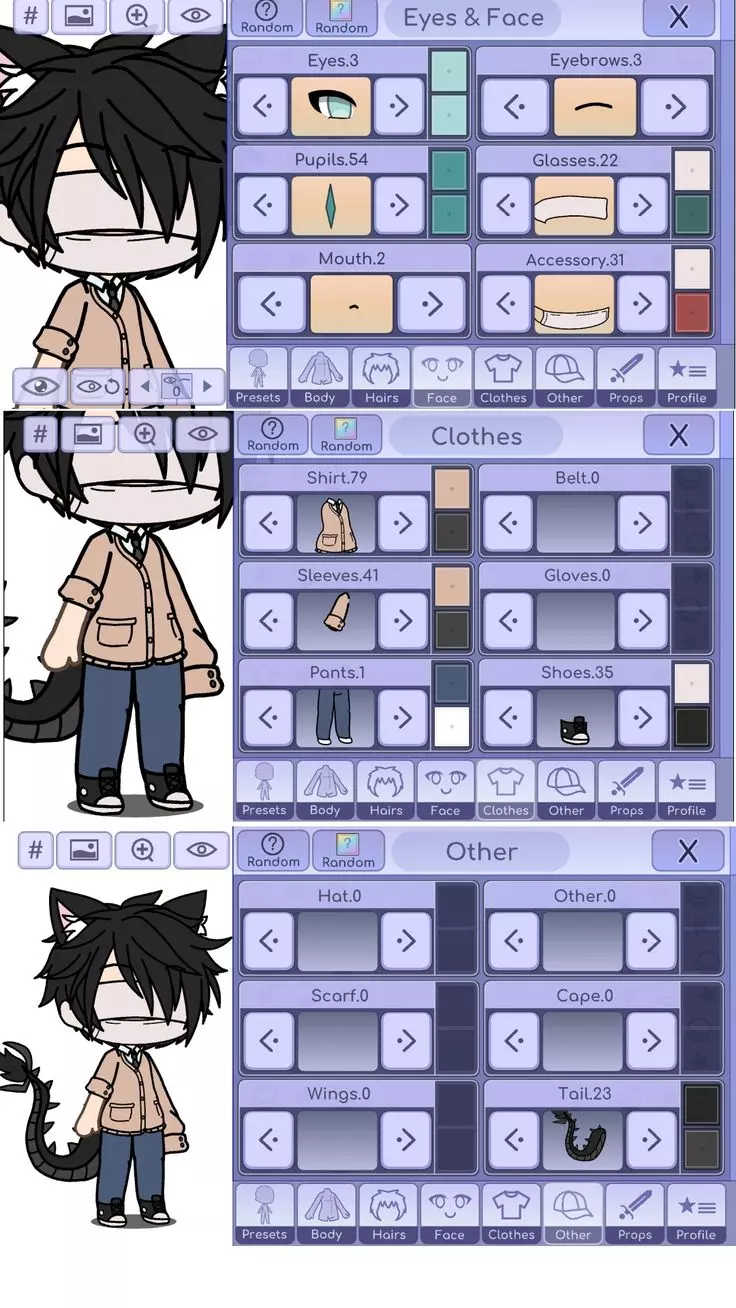 #
?
Random
?
Random
Eyes & Face
X
Eyes.3
Eyebrows.3
Pupils.54
Glasses.22
Mouth.2
Accessory.31
0
Presets
Body
Hairs
Face
Clothes
Other
Props
Profile
#
?
Random
?
Random
Clothes
X
Shirt.79
Belt.0
Sleeves.41
Gloves.0
Pants.1
Shoes.35
Presets
Body
Hairs
Face
Clothes
Other
Props
Profile
#
?
Random
?
Random
Other
X
Hat.0
Other.0
Scarf.0
Cape.0
Wings.0
Tail.23
Presets
Body
Hairs
Face
Clothes
Other
Props
Profile